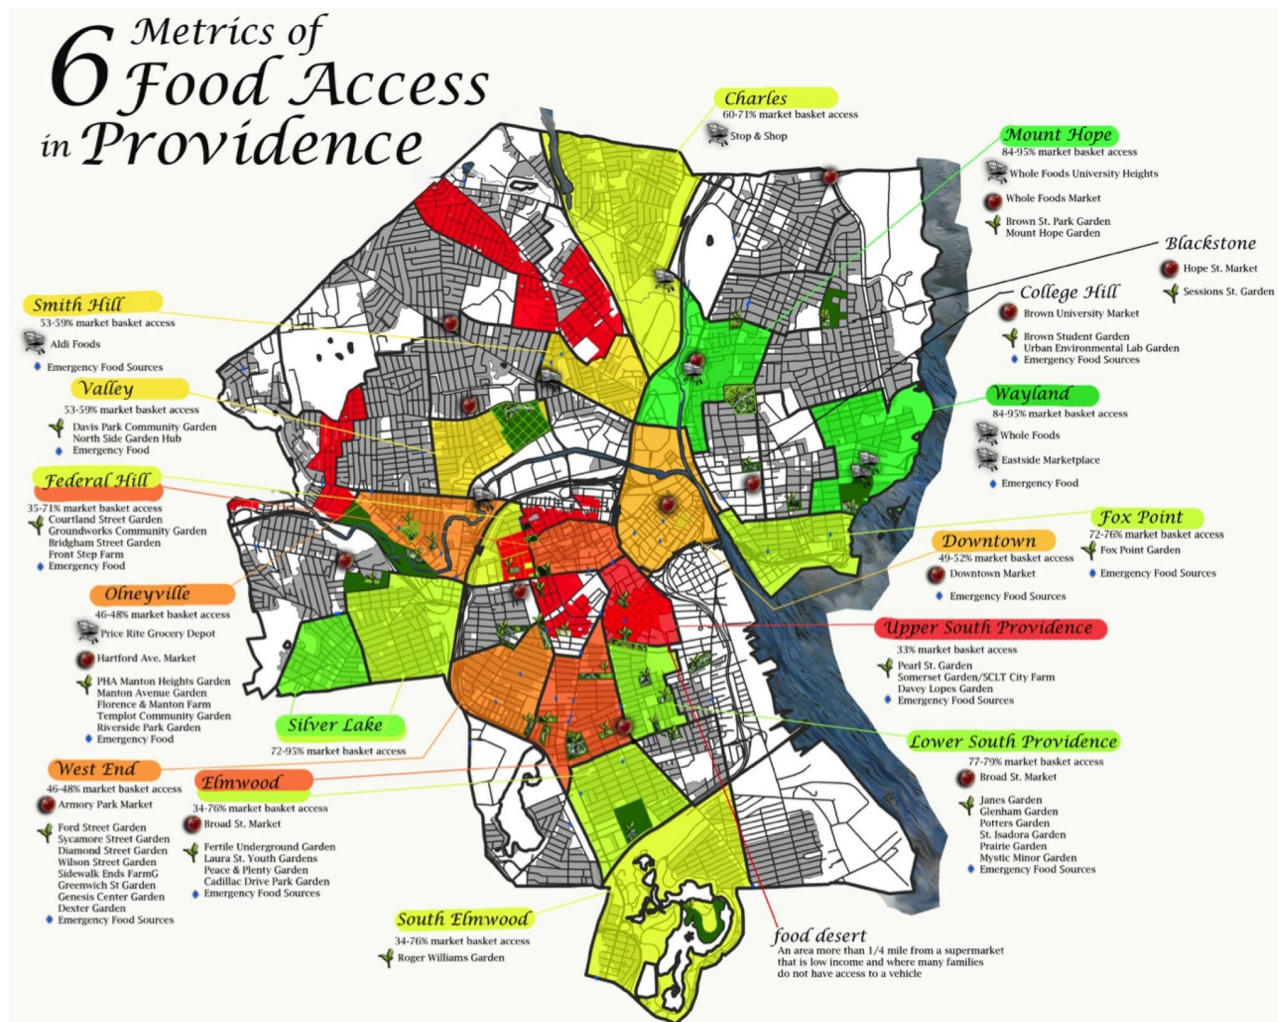 6 Metrics of
Food Access
in Providence
Charles
60-71% market basket access
Stop & Shop
Mount Hope
84-95% market basket access
Whole Foods University Heights
Whole Foods Market
Brown St. Park Garden
Mount Hope Garden
Blackstone
Hope St. Market
Sessions St. Garden
College Hill
Brown University Market
Brown Student Garden
Urban Environmental Lab Garden
Emergency Food Sources
Wayland
84-95% market basket access
Whole Foods
Eastside Marketplace
Emergency Food
Fox Point
72-76% market basket access
Fox Point Garden
Emergency Food Sources
Downtown
49-52% market basket access
Downtown Market
Emergency Food Sources
Upper South Providence
33% market basket access
Pearl St. Garden
Somerset Garden/SCLT City Farm
Davey Lopes Garden
Emergency Food Sources
Lower South Providence
77-79% market basket access
Broad St. Market
Janes Garden
Glenham Garden
Potters Garden
St. Isadora Garden
Prairie Garden
Mystic Minor Garden
Emergency Food Sources
food desert
An area more than 1/4 mile from a supermarket
that is low income and where many families
do not have access to a vehicle
Smith Hill
53-59% market basket access
Aldi Foods
Emergency Food Sources
Valley
53-59% market basket access
Davis Park Community Garden
North Side Garden Hub
Emergency Food
Federal Hill
35-71% market basket access
Courtland Street Garden
Groundworks Community Garden
Bridgham Street Garden
Front Step Farm
Emergency Food
Olneyville
46-48% market basket access
Price Rite Grocery Depot
Hartford Ave. Market
PHA Manton Heights Garden
Manton Avenue Garden
Florence & Manton Farm
Templot Community Garden
Riverside Park Garden
Emergency Food
Silver Lake
72-95% market basket access
West End
46-48% market basket access
Armory Park Market
Ford Street Garden
Sycamore Street Garden
Diamond Street Garden
Wilson Street Garden
Sidewalk Ends FarmG
Greenwich St Garden
Genesis Center Garden
Dexter Garden
Emergency Food Sources
Elmwood
34-76% market basket access
Broad St. Market
Fertile Underground Garden
Laura St. Youth Gardens
Peace & Plenty Garden
Cadillac Drive Park Garden
Emergency Food Sources
South Elmwood
34-76% market basket access
Roger Williams Garden